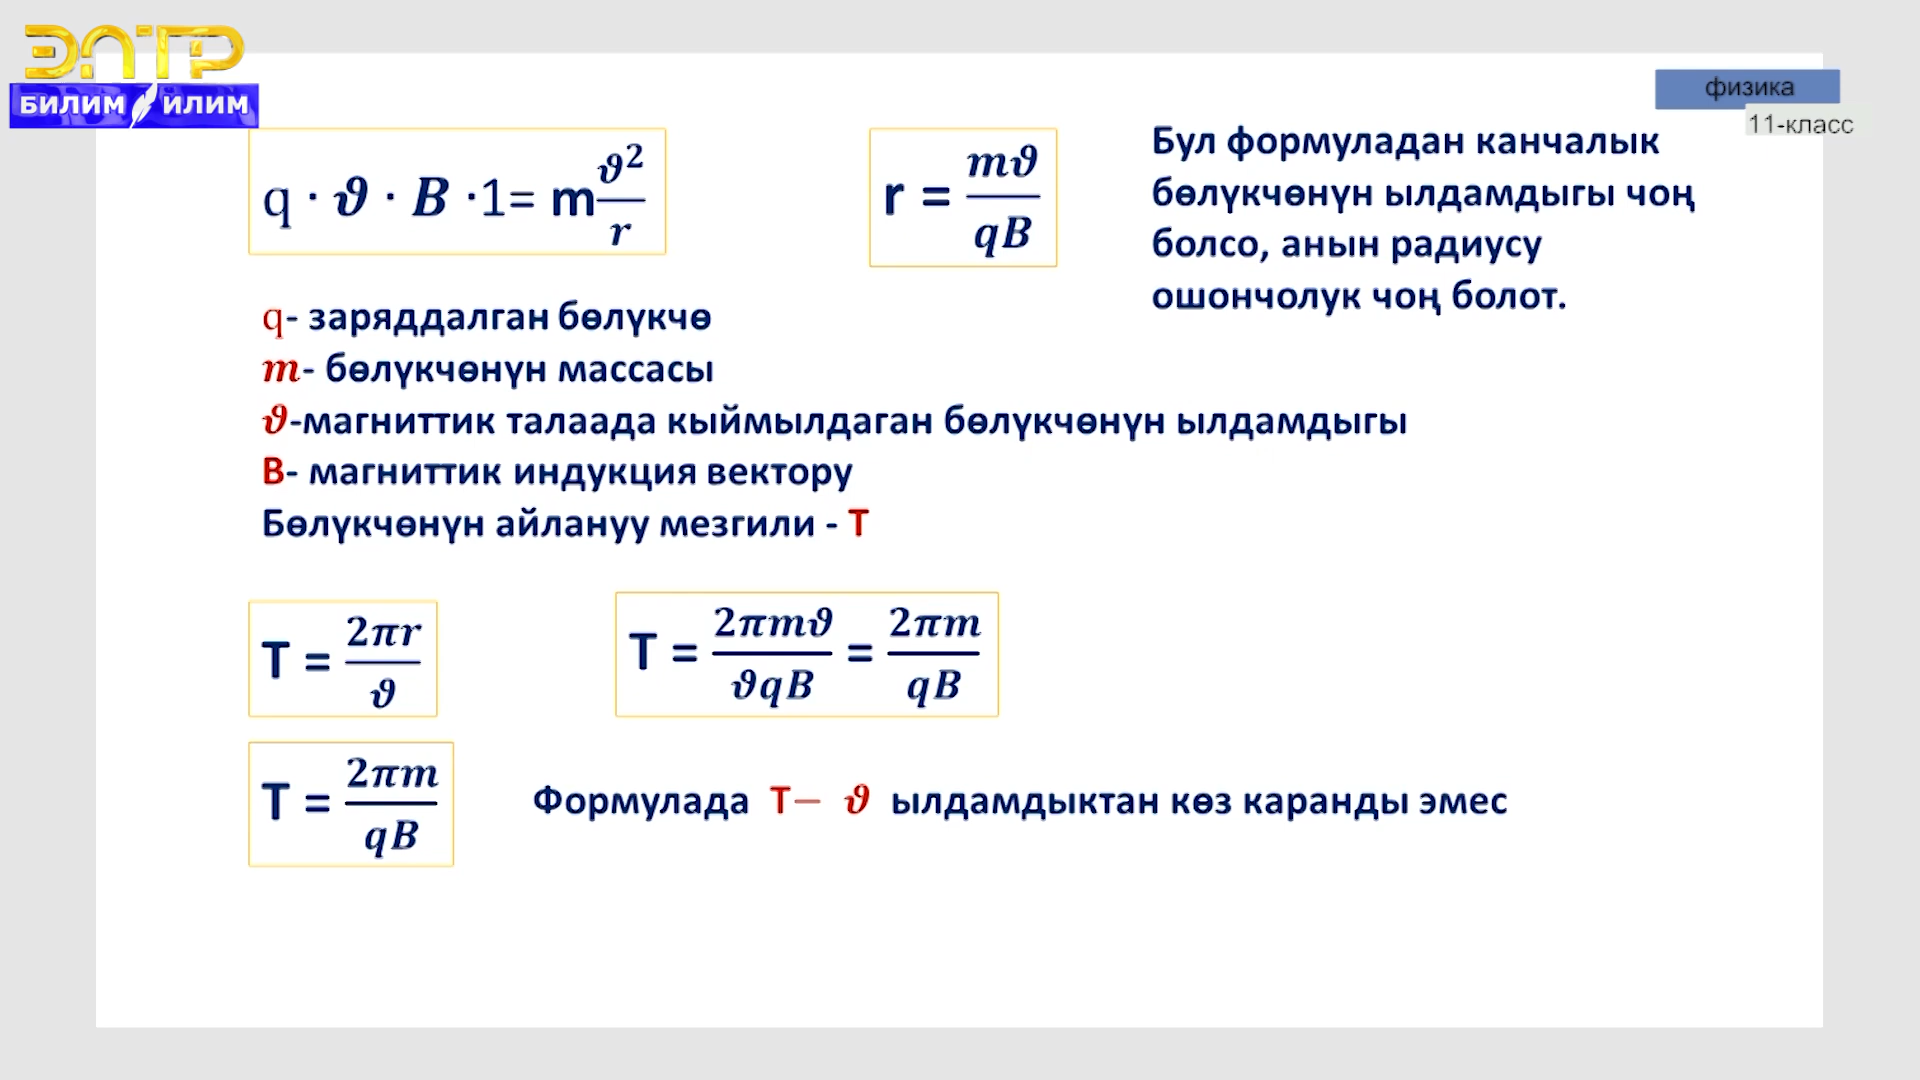 ЭЛТР
БИЛИМ ИЛИМ
физика
11-класс
q · ϑ · B ·1= m ϑ²/r
r = mϑ/qB
Бул формуладан канчалык
бөлүкчөнүн ылдамдыгы чоң
болсо, анын радиусу
ошончолук чоң болот.
q- заряддалган бөлүкчө
m- бөлүкчөнүн массасы
ϑ-магниттик талаада кыймылдаган бөлүкчөнүн ылдамдыгы
B- магниттик индукция вектору
Бөлүкчөнүн айлануу мезгили - T
T = 2πr/ϑ
T = 2πmϑ/ϑqB = 2πm/qB
T = 2πm/qB
Формулада T— ϑ ылдамдыктан көз каранды эмес